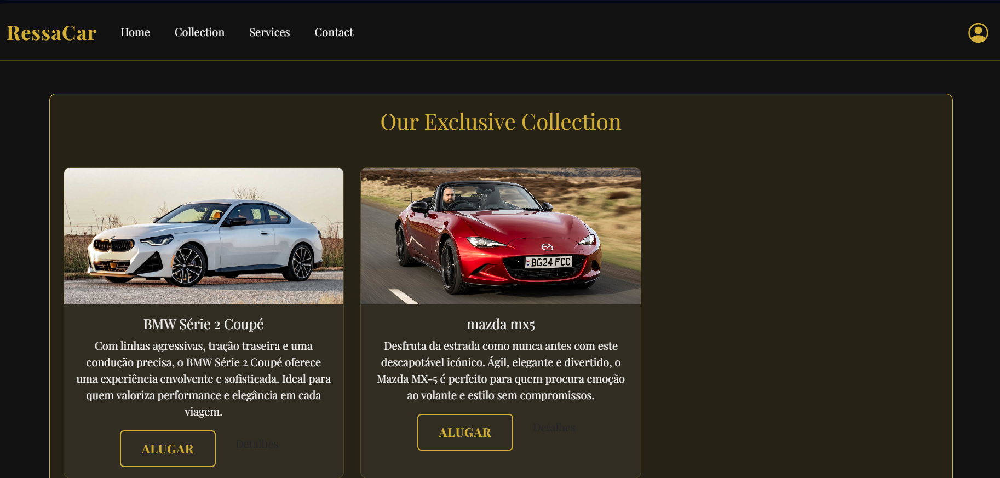 RessaCar Home Collection Services Contact
Our Exclusive Collection
BG24 FCC
BMW Série 2 Coupé
Com linhas agressivas, tração traseira e uma
condução precisa, o BMW Série 2 Coupé oferece
uma experiência envolvente e sofisticada. Ideal para
quem valoriza performance e elegância em cada
viagem.
ALUGAR Detalhes
mazda mx5
Desfruta da estrada como nunca antes com este
descapotável icónico. Ágil, elegante e divertido, o
Mazda MX-5 é perfeito para quem procura emoção
ao volante e estilo sem compromissos.
ALUGAR Detalhes